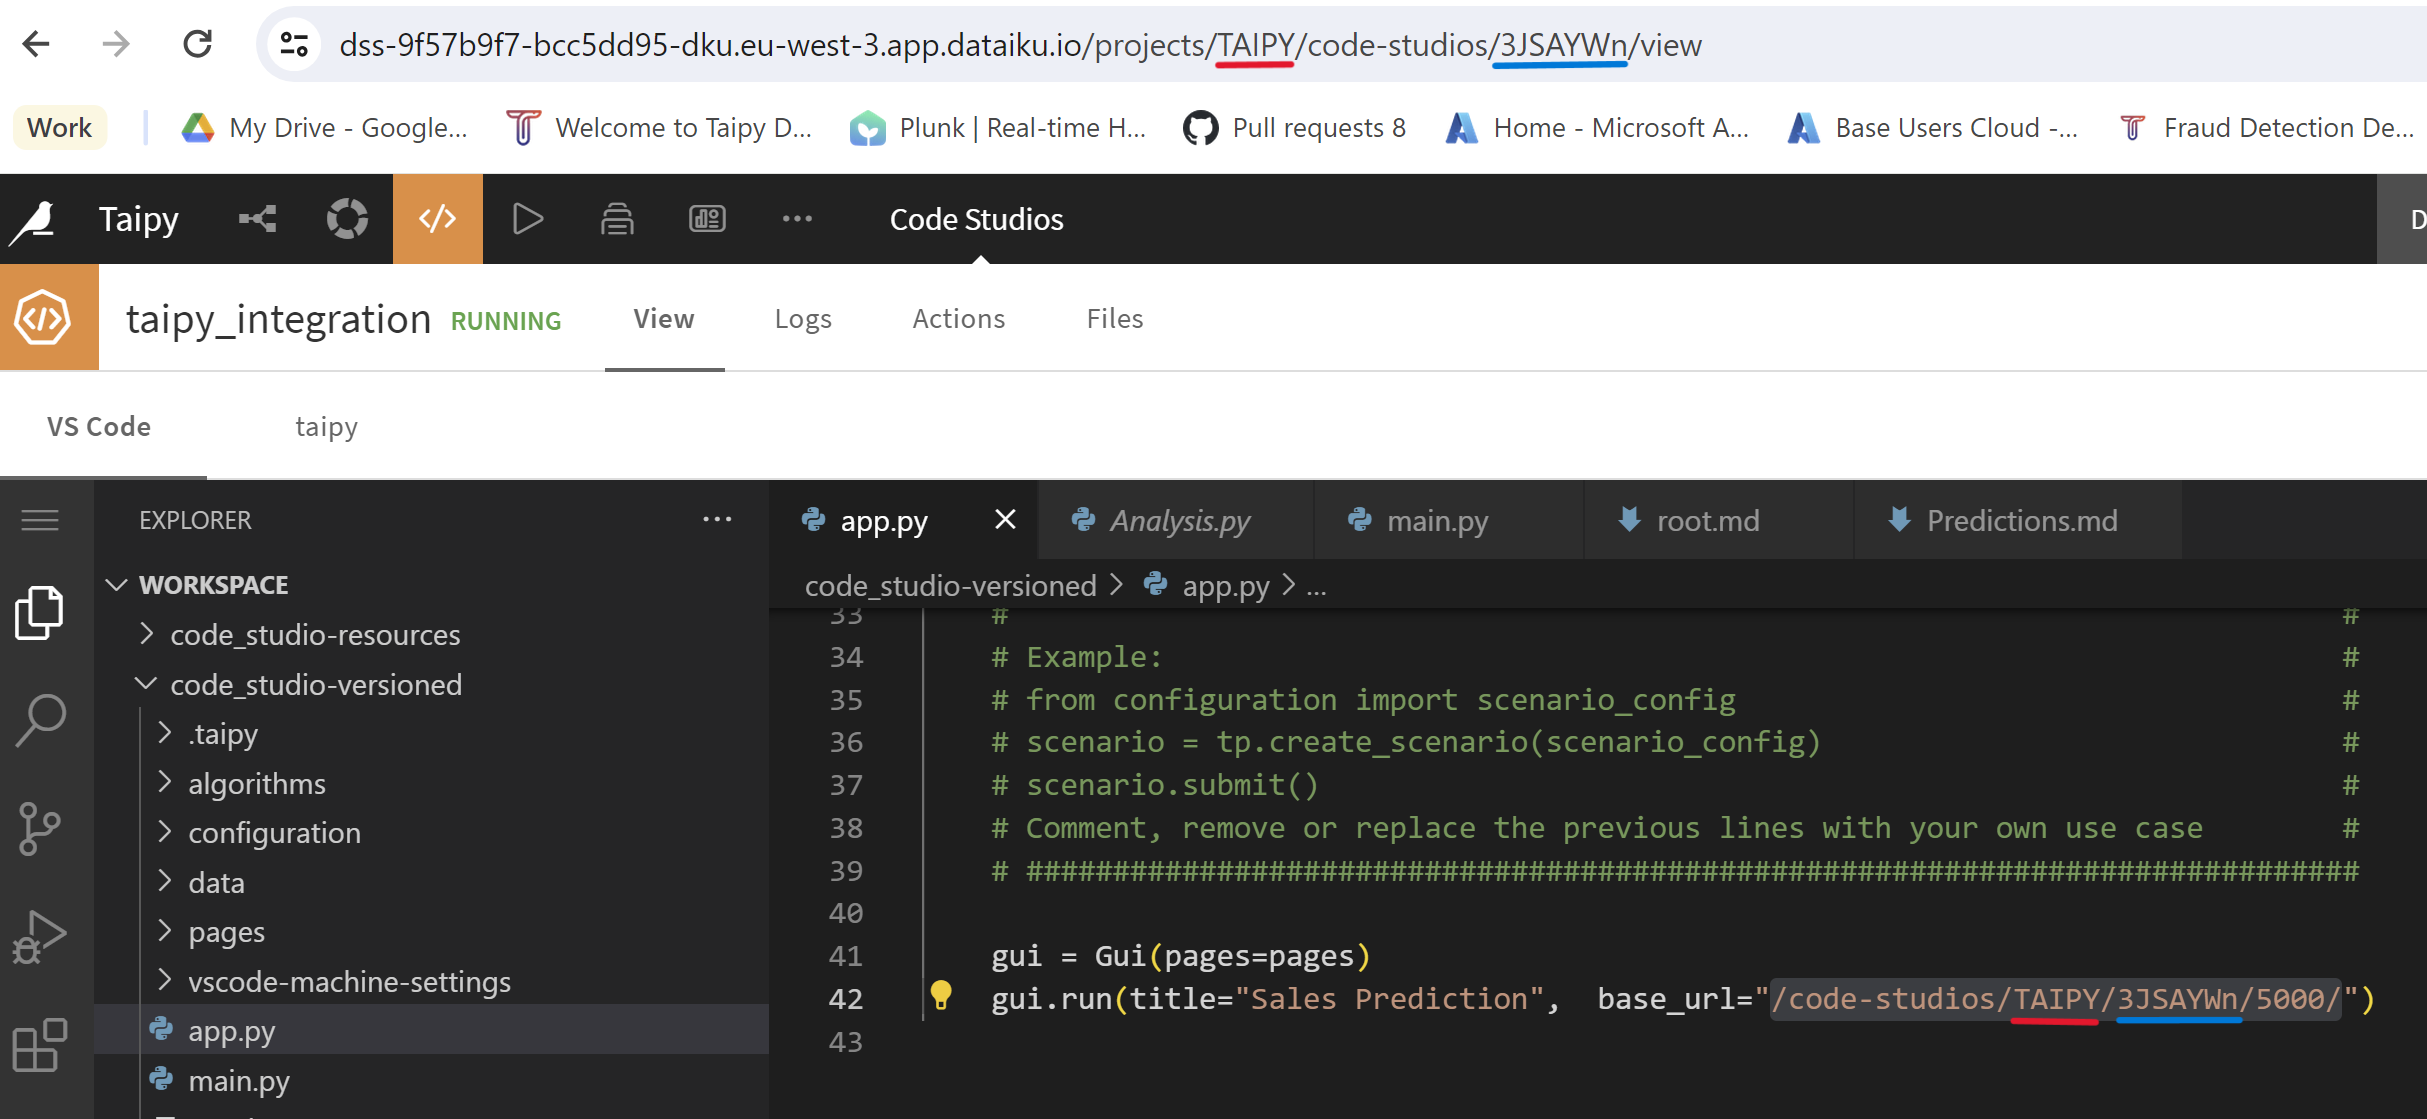 dss-9f57b9f7-bcc5dd95-dku.eu-west-3.app.dataiku.io/projects/TAIPY/code-studios/3JSAYWn/view
Work My Drive - Google... Welcome to Taipy D... Plunk | Real-time H... Pull requests 8 Home - Microsoft A... Base Users Cloud -... Fraud Detection De...
Taipy </> ... Code Studios D
taipy_integration RUNNING View Logs Actions Files
VS Code taipy
EXPLORER ...
app.py Analysis.py main.py root.md Predictions.md
WORKSPACE
code_studio-versioned > app.py > ...
code_studio-resources
code_studio-versioned
.taipy
algorithms
configuration
data
pages
vscode-machine-settings
app.py
main.py
33 # #
34 # Example: #
35 # from configuration import scenario_config #
36 # scenario = tp.create_scenario(scenario_config) #
37 # scenario.submit() #
38 # Comment, remove or replace the previous lines with your own use case #
39 # #############################################################################
40
41 gui = Gui(pages=pages)
42 gui.run(title="Sales Prediction", base_url="/code-studios/TAIPY/3JSAYWn/5000/")
43